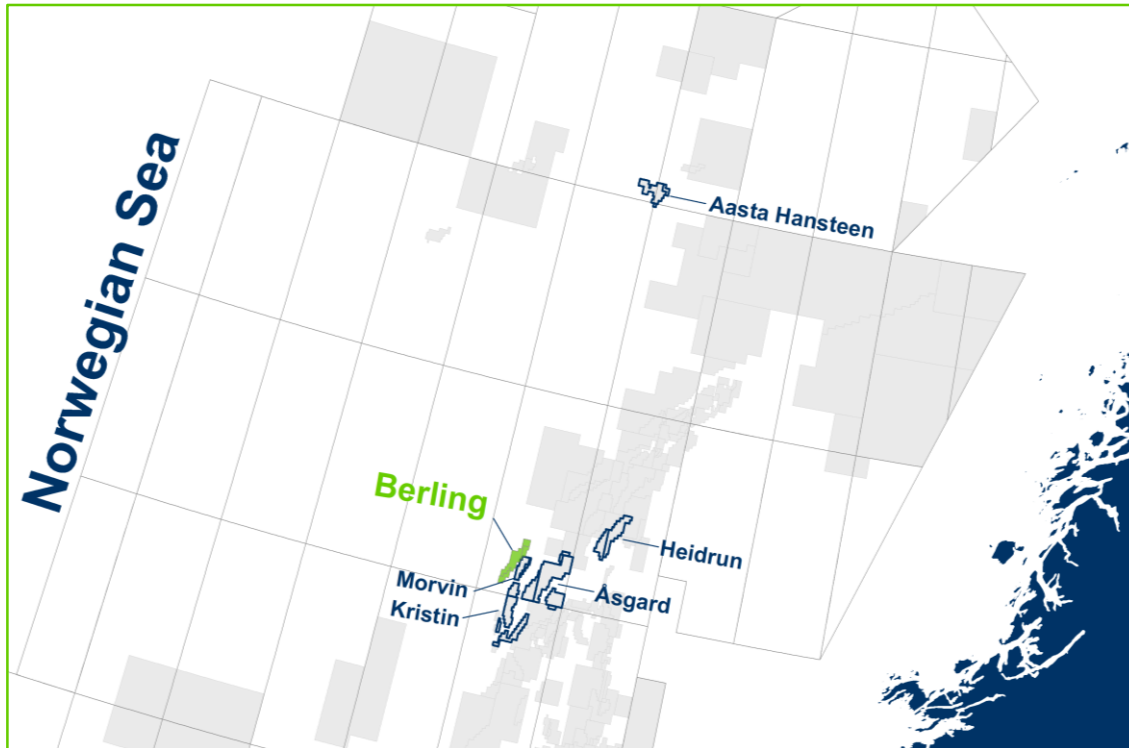 Norwegian Sea
Aasta Hansteen
Berling
Heidrun
Morvin
Åsgard
Kristin